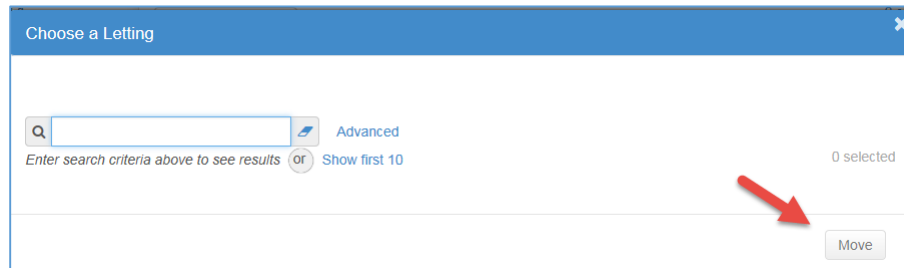 Choose a Letting
Advanced
Enter search criteria above to see results or Show first 10
0 selected
Move